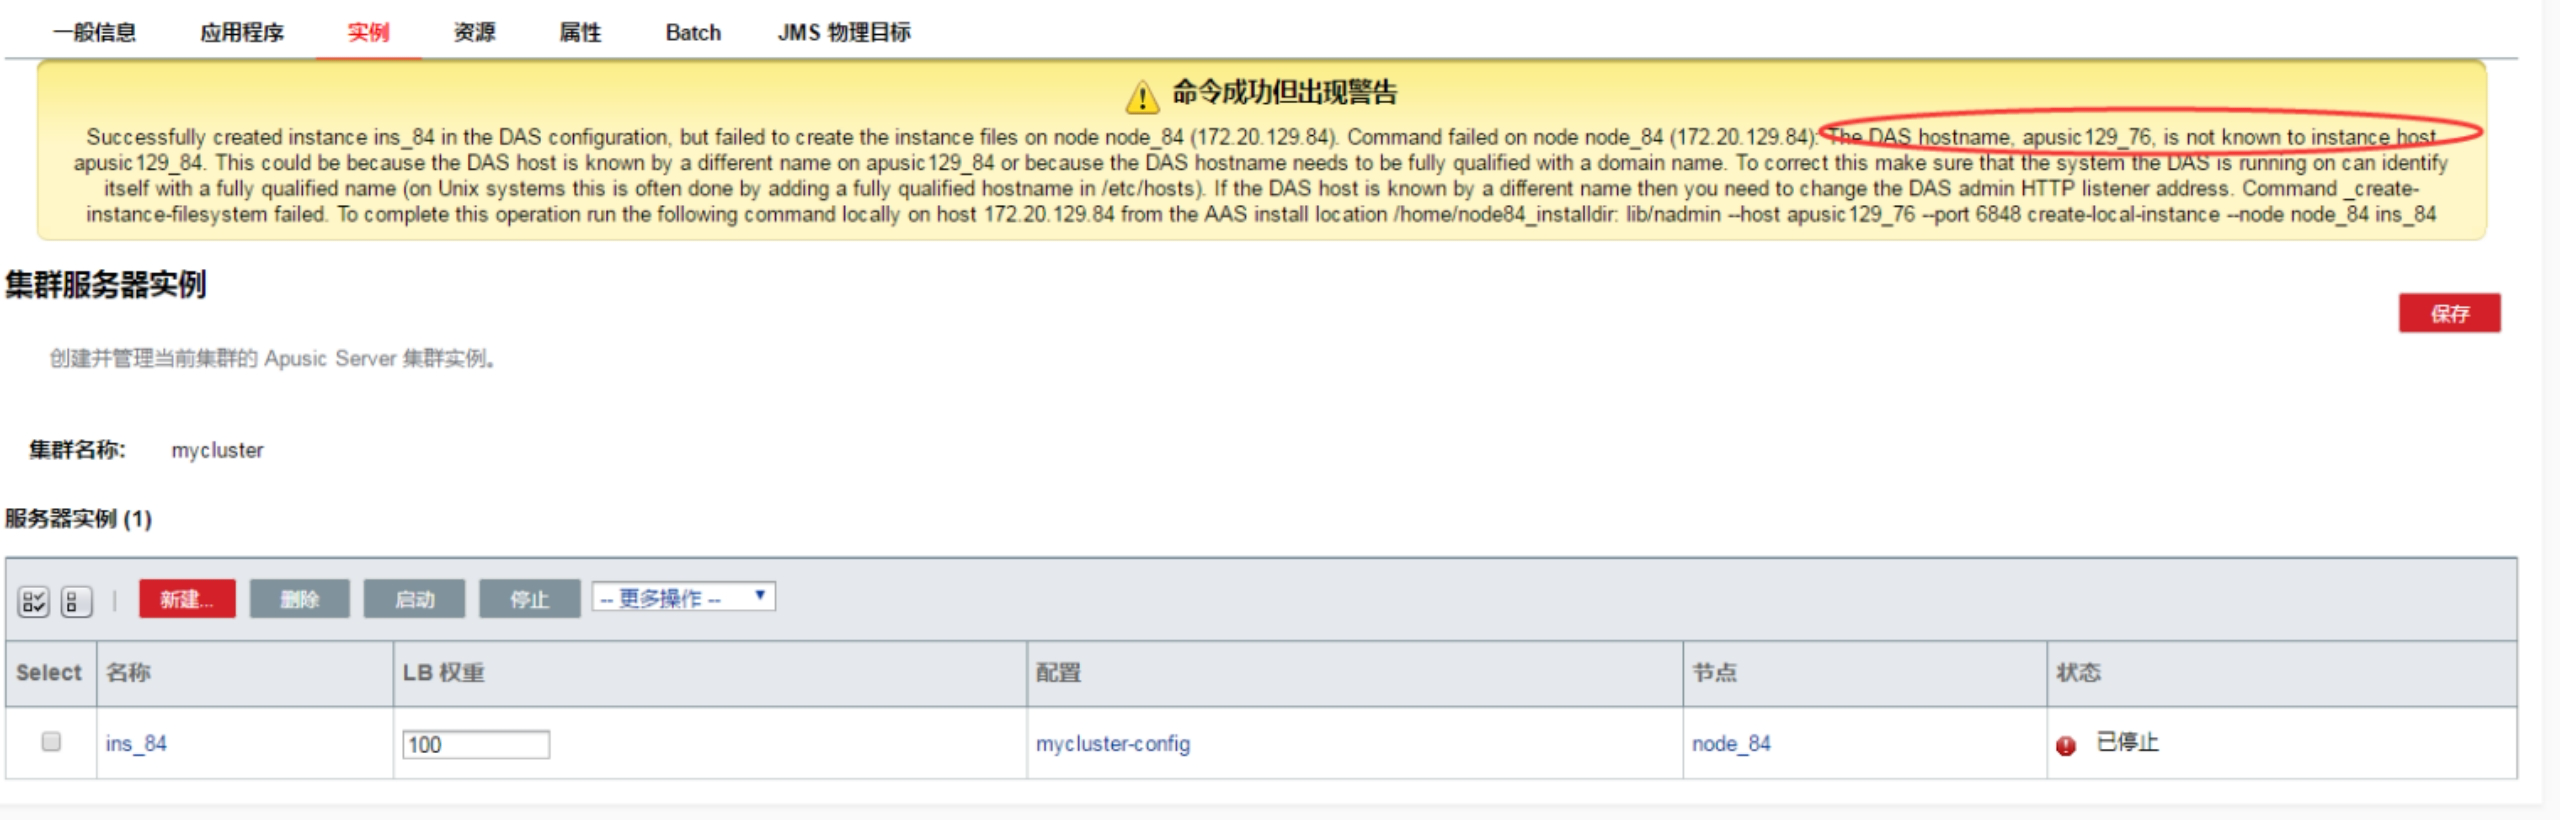 一般信息 应用程序 实例 资源 属性 Batch JMS 物理目标
命令成功但出现警告
Successfully created instance ins_84 in the DAS configuration, but failed to create the instance files on node node_84 (172.20.129.84). Command failed on node node_84 (172.20.129.84): The DAS hostname, apusic129_76, is not known to instance host
apusic129_84. This could be because the DAS host is known by a different name on apusic129_84 or because the DAS hostname needs to be fully qualified with a domain name. To correct this make sure that the system the DAS is running on can identify
itself with a fully qualified name (on Unix systems this is often done by adding a fully qualified hostname in /etc/hosts). If the DAS host is known by a different name then you need to change the DAS admin HTTP listener address. Command _create-
instance-filesystem failed. To complete this operation run the following command locally on host 172.20.129.84 from the AAS install location /home/node84_installdir: lib/nadmin --host apusic129_76 --port 6848 create-local-instance --node node_84 ins_84
集群服务器实例
保存
创建并管理当前集群的 Apusic Server 集群实例。
集群名称: mycluster
服务器实例 (1)
新建... 删除 启动 停止 -- 更多操作 --
Select 名称 LB 权重 配置 节点 状态
ins_84 100 mycluster-config node_84 已停止